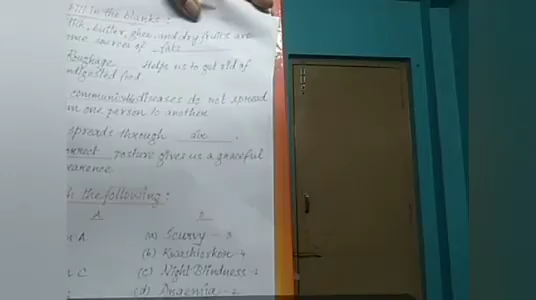 Fill in the blanks:
milk, butter, ghee, and dry fruits are
some sources of fats
Roughage Helps us to get rid of
undigested food
communicable diseases do not spread
from one person to another
spreads through air.
correct posture gives us a graceful
appearance
the following:
A B
A (a) Scurvy - 3
(b) Kwashiorkor - 4
C (c) Night Blindness - 1
(d) Anaemia - 2